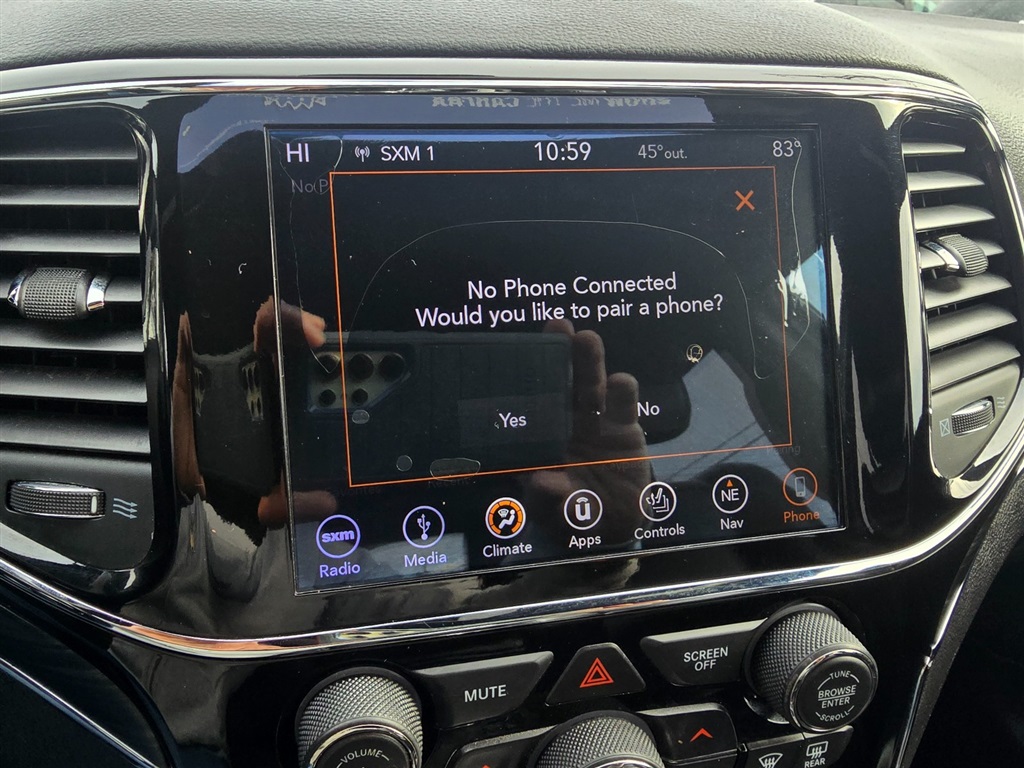 HI SXM 1 10:59 45° out. 83°
No Phone Connected
Would you like to pair a phone?
Yes No
sxm NE
Radio Media Climate Apps Controls Nav Phone
MUTE SCREEN OFF
TUNE
BROWSE
ENTER
SCROLL
VOLUME
REAR